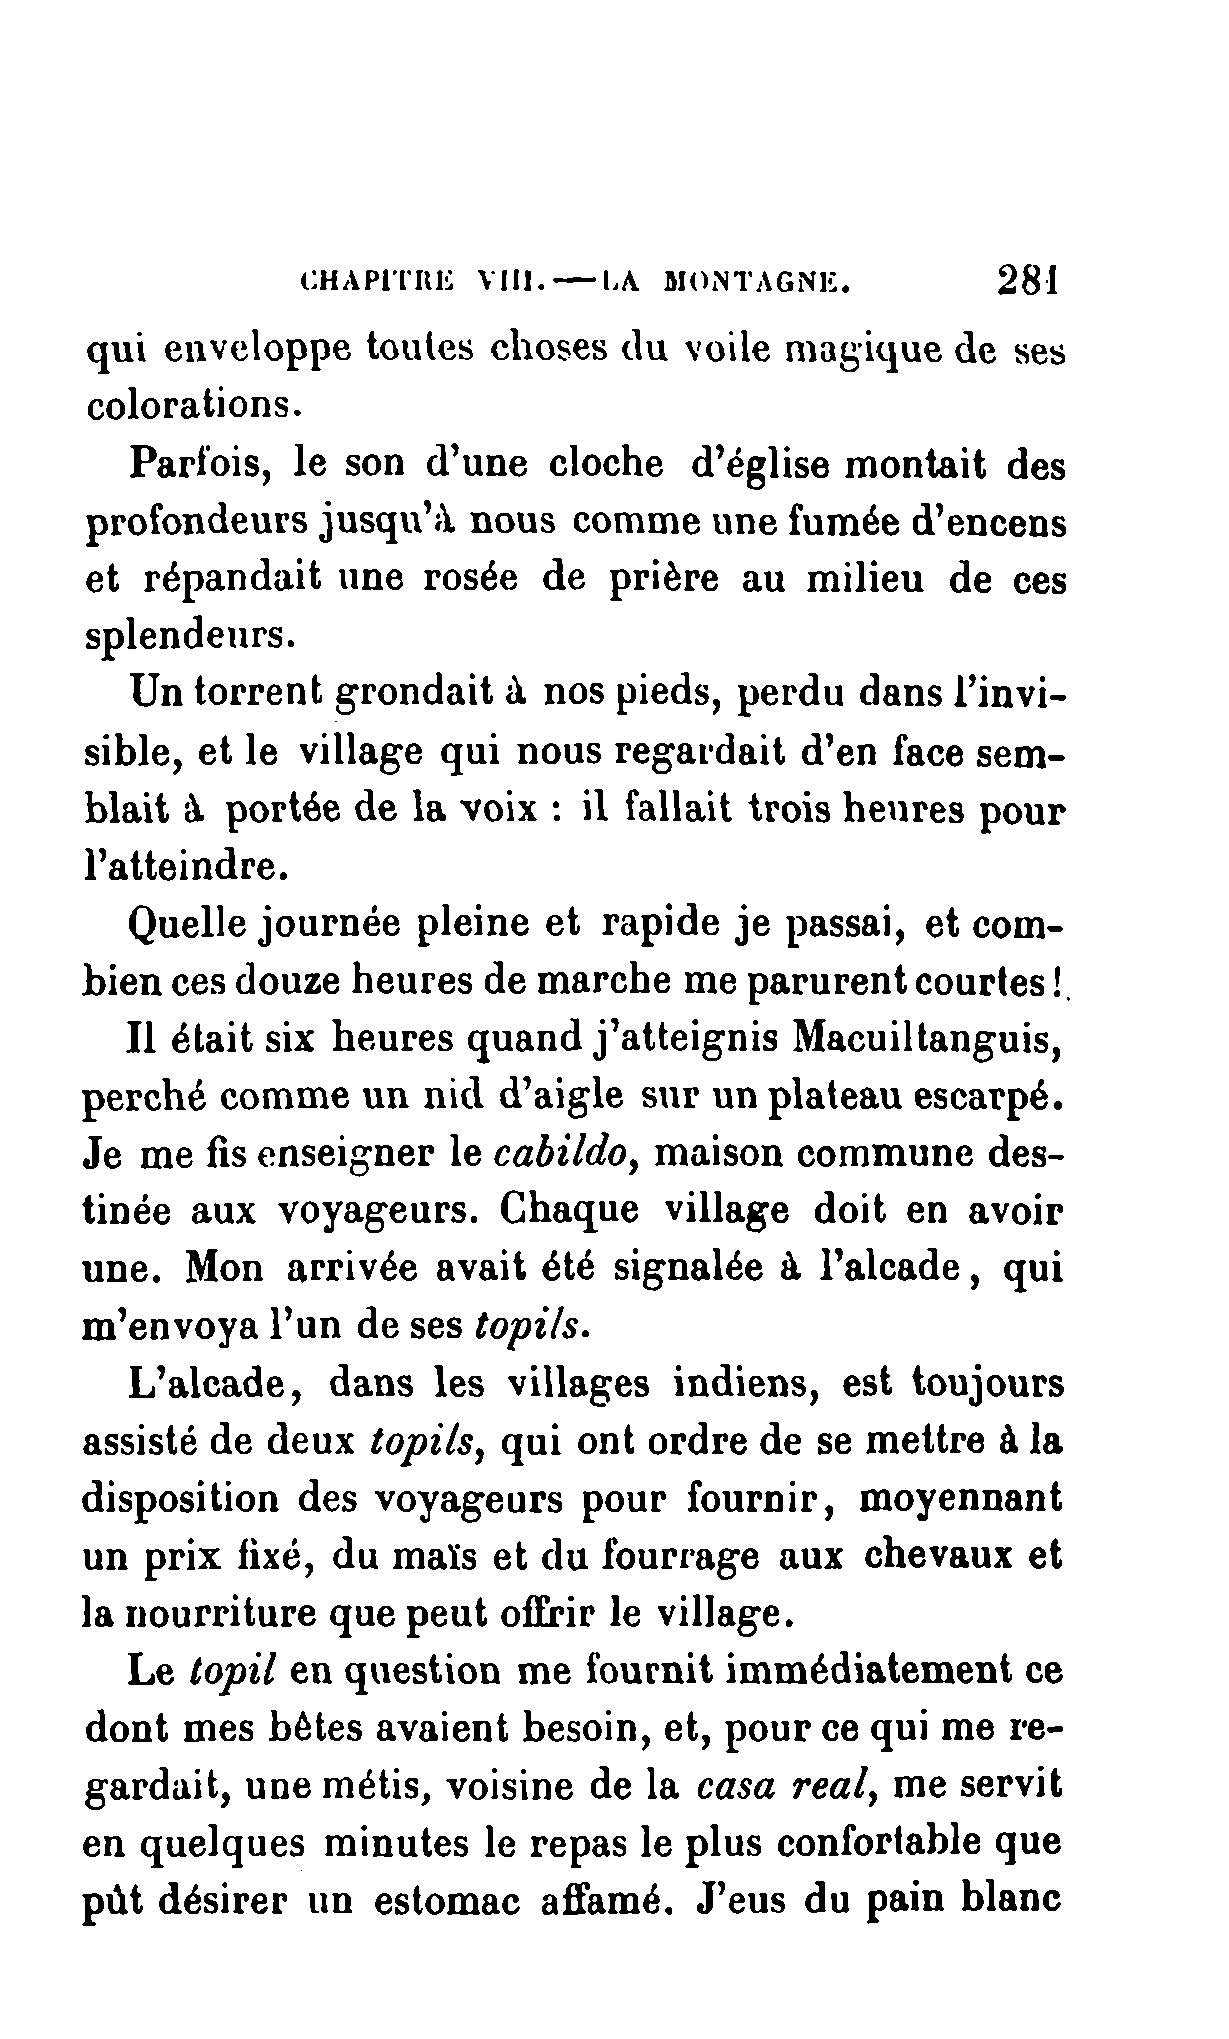 CHAPITRE VIII.—LA MONTAGNE. 281
qui enveloppe toutes choses du voile magique de ses
colorations.
Parfois, le son d'une cloche d'église montait des
profondeurs jusqu'à nous comme une fumée d'encens
et répandait une rosée de prière au milieu de ces
splendeurs.
Un torrent grondait à nos pieds, perdu dans l'invi-
sible, et le village qui nous regardait d'en face sem-
blait à portée de la voix : il fallait trois heures pour
l'atteindre.
Quelle journée pleine et rapide je passai, et com-
bien ces douze heures de marche me parurent courtes !
Il était six heures quand j'atteignis Macuiltanguis,
perché comme un nid d'aigle sur un plateau escarpé.
Je me fis enseigner le cabildo, maison commune des-
tinée aux voyageurs. Chaque village doit en avoir
une. Mon arrivée avait été signalée à l'alcade, qui
m'envoya l'un de ses topils.
L'alcade, dans les villages indiens, est toujours
assisté de deux topils, qui ont ordre de se mettre à la
disposition des voyageurs pour fournir, moyennant
un prix fixé, du maïs et du fourrage aux chevaux et
la nourriture que peut offrir le village.
Le topil en question me fournit immédiatement ce
dont mes bêtes avaient besoin, et, pour ce qui me re-
gardait, une métis, voisine de la casa real, me servit
en quelques minutes le repas le plus confortable que
pût désirer un estomac affamé. J'eus du pain blanc